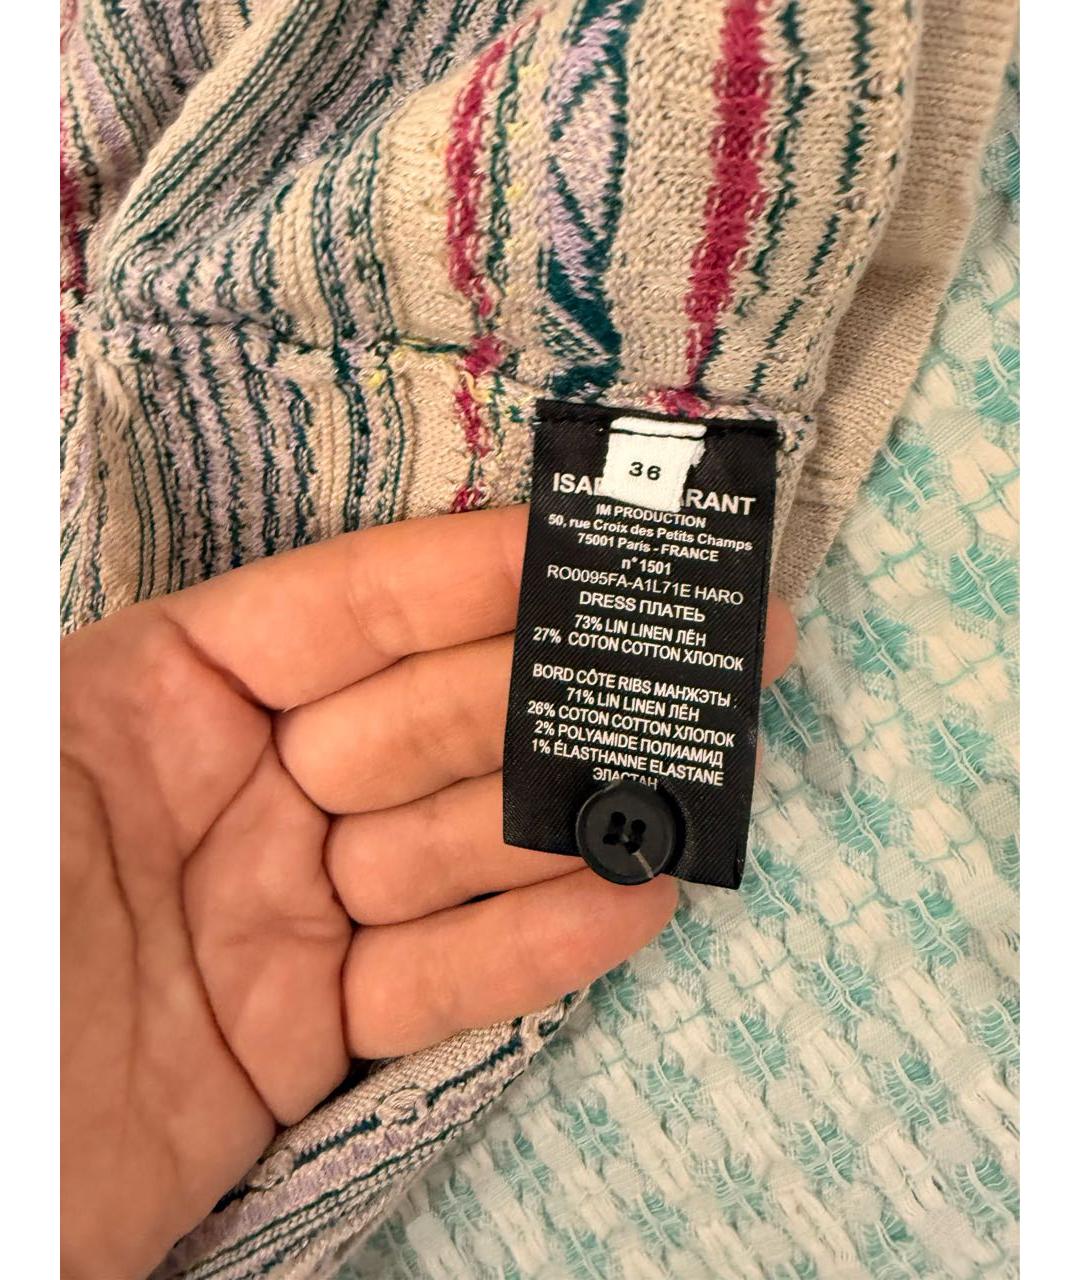 36
ISA RANT
IM PRODUCTION
50, rue Croix des Petits Champs
75001 Paris - FRANCE
n° 1501
RO0095FA-A1L71E HARO
DRESS ПЛАТЕЬ
73% LIN LINEN ЛЁН
27% COTON COTTON ХЛОПОК
BORD CÔTE RIBS МАНЖЭТЫ :
71% LIN LINEN ЛЁН
26% COTON COTTON ХЛОПОК
2% POLYAMIDE ПОЛИАМИД
1% ÉLASTHANNE ELASTANE
ЭЛАСТАН